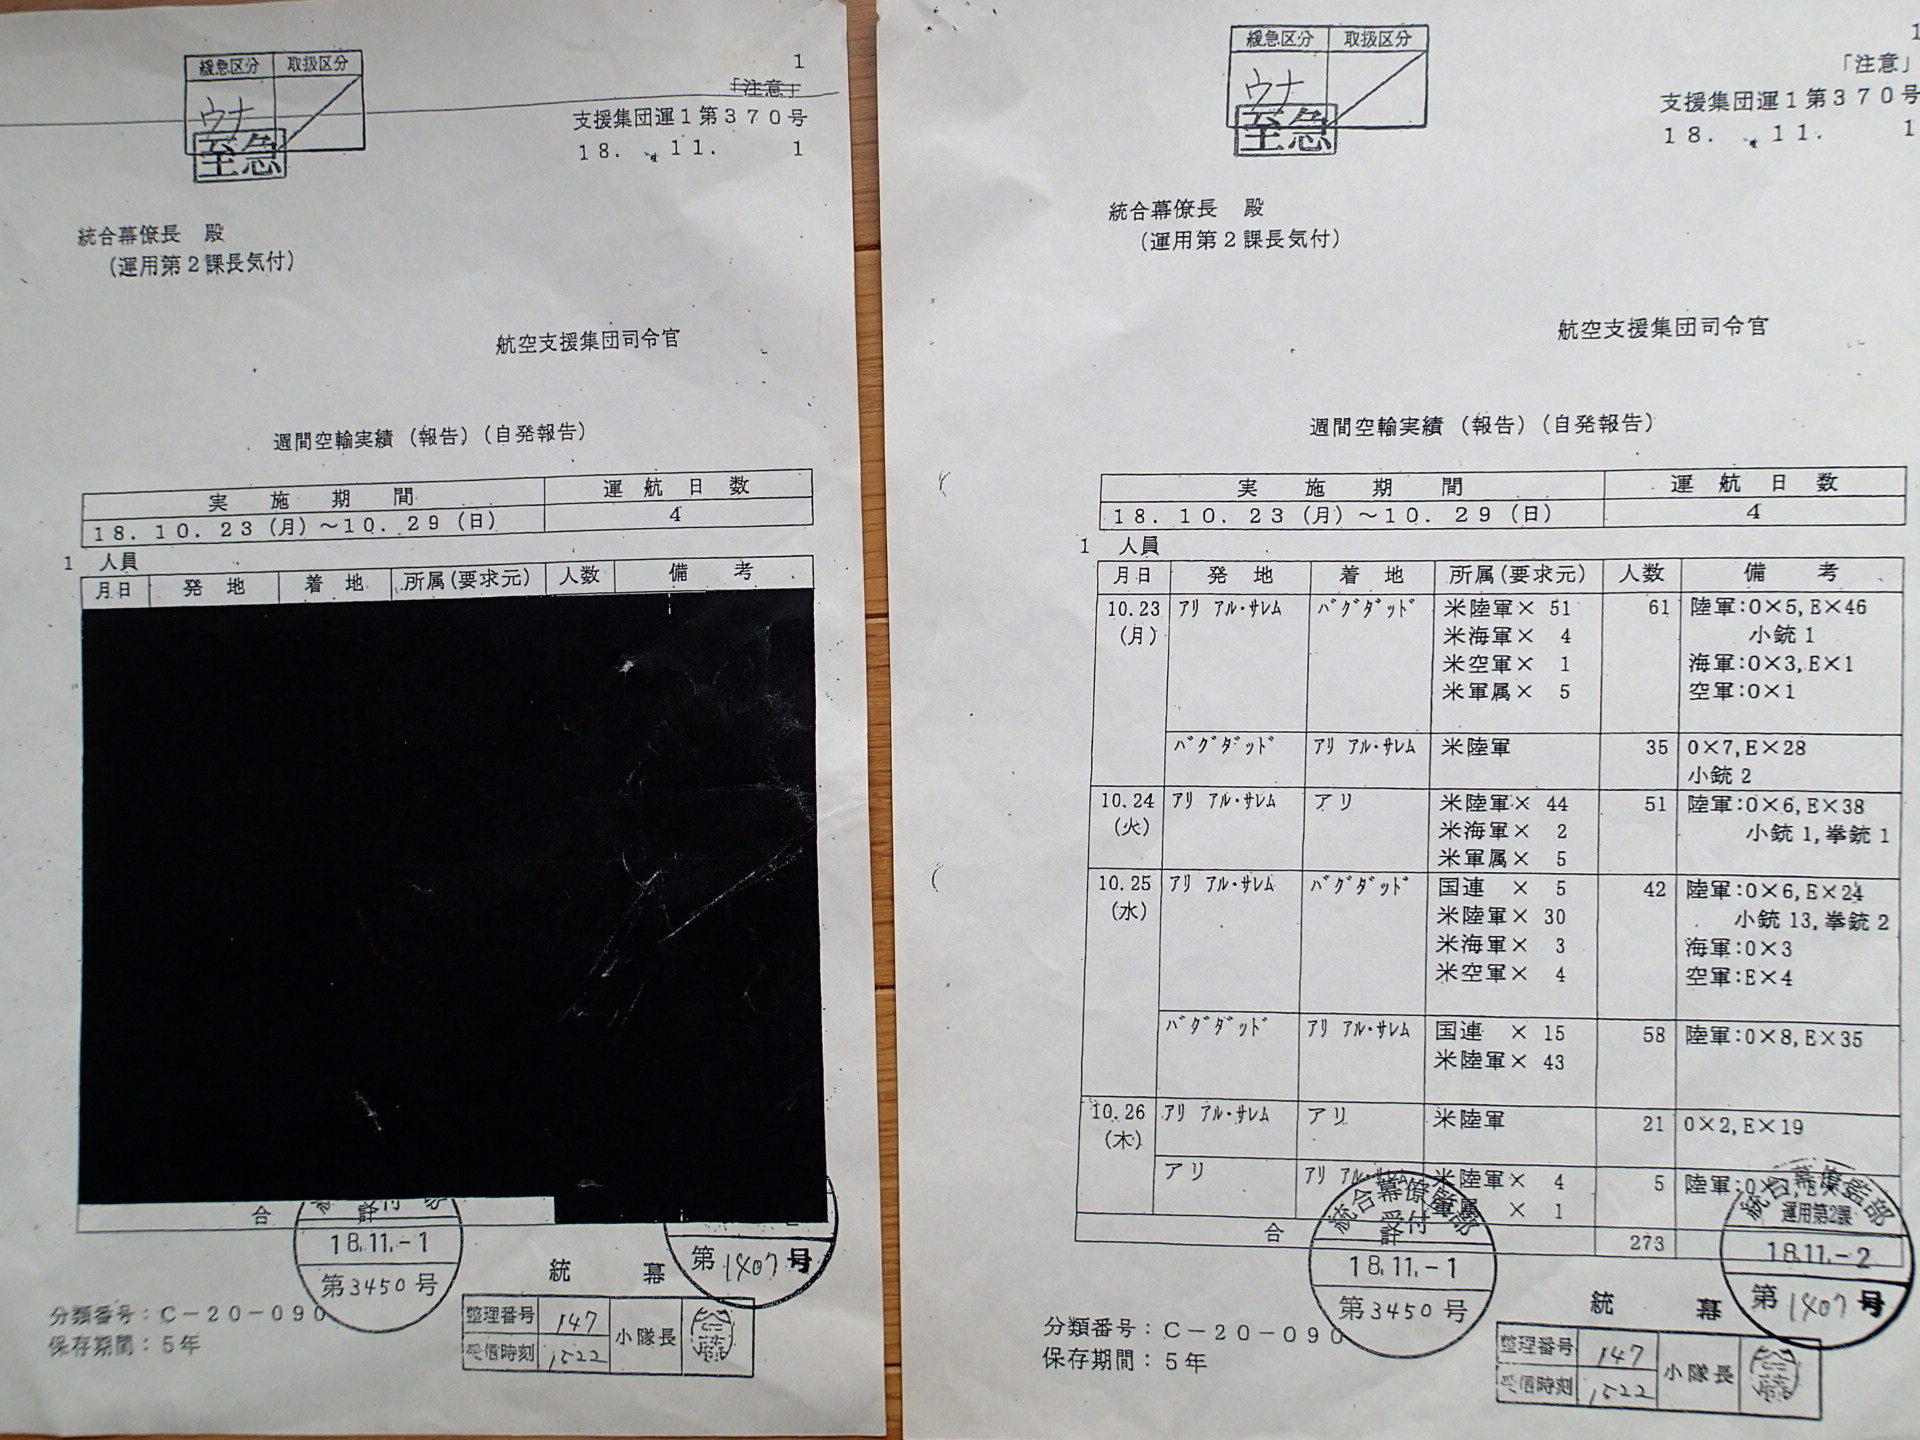 緩急区分 取扱区分
ウナ
至急
1
「注意」
支援集団運1第370号
18. 11. 1
統合幕僚長 殿
(運用第2課長気付)
航空支援集団司令官
週間空輸実績(報告)(自発報告)
実施期間 運航日数
18.10.23(月)~10.29(日) 4
1 人員
月日 発地 着地 所属(要求元) 人数 備考
合 計
受付
18.11.-1
第3450号
第1407号
統 幕
分類番号:C-20-090
保存期間:5年
整理番号 147 小隊長
受信時刻 1522
緩急区分 取扱区分
ウナ
至急
1
「注意」
支援集団運1第370号
18. 11. 1
統合幕僚長 殿
(運用第2課長気付)
航空支援集団司令官
週間空輸実績(報告)(自発報告)
実施期間 運航日数
18.10.23(月)~10.29(日) 4
1 人員
月日 発地 着地 所属(要求元) 人数 備考
10.23 アリ アル・サレム バグダッド 米陸軍× 51 61 陸軍:O×5,E×46
(月) 米海軍× 4 小銃1
米空軍× 1 海軍:O×3,E×1
米軍属× 5 空軍:O×1
バグダッド アリ アル・サレム 米陸軍 35 O×7,E×28
小銃2
10.24 アリ アル・サレム アリ 米陸軍× 44 51 陸軍:O×6,E×38
(火) 米海軍× 2 小銃1,拳銃1
米軍属× 5
10.25 アリ アル・サレム バグダッド 国連 × 5 42 陸軍:O×6,E×24
(水) 米陸軍× 30 小銃13,拳銃2
米海軍× 3 海軍:O×3
米空軍× 4 空軍:E×4
バグダッド アリ アル・サレム 国連 × 15 58 陸軍:O×8,E×35
米陸軍× 43
10.26 アリ アル・サレム アリ 米陸軍 21 O×2,E×19
(木)
アリ アリ アル・サレム 米陸軍× 4 5 陸軍:O×
軍属 × 1
合 計 273
統合幕僚監部
受付
18.11.-1
第3450号
統合幕僚監部
運用第2課
18.11.-2
第1407号
統 幕
分類番号:C-20-090
保存期間:5年
整理番号 147 小隊長
受信時刻 1522